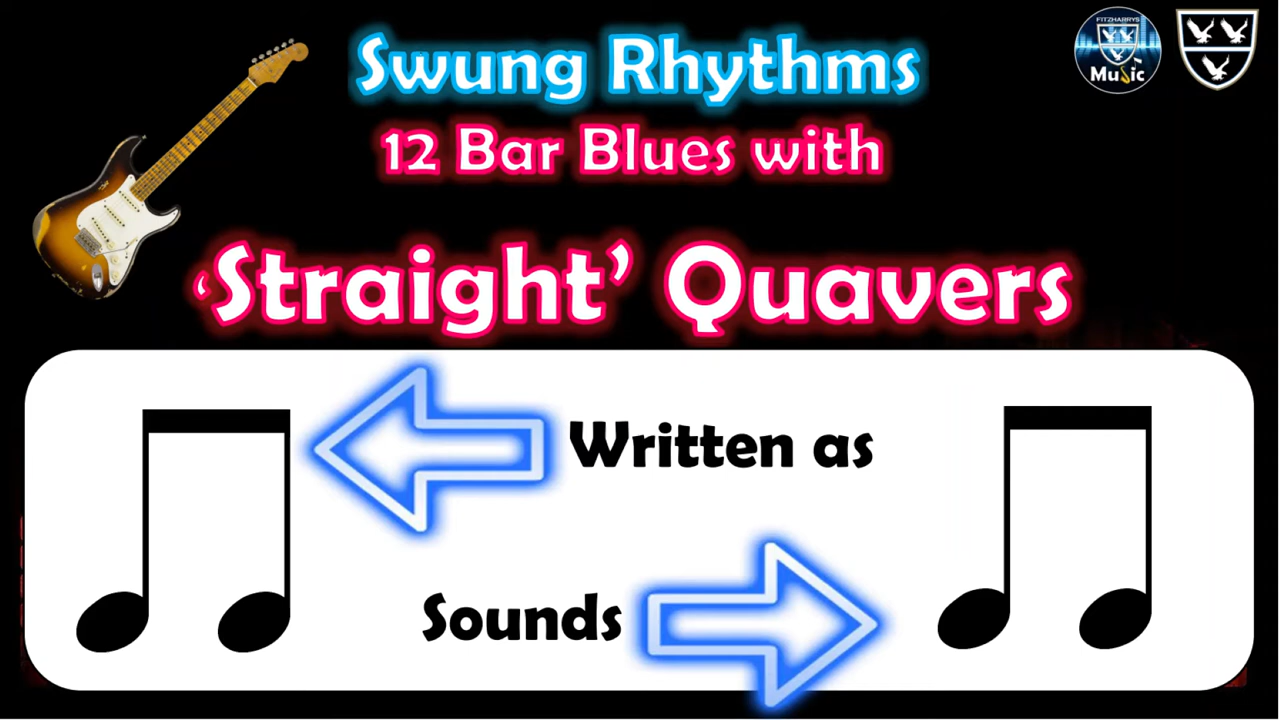 Swung Rhythms
12 Bar Blues with
‘Straight’ Quavers
Written as
Sounds
FITZHARRYS
Music